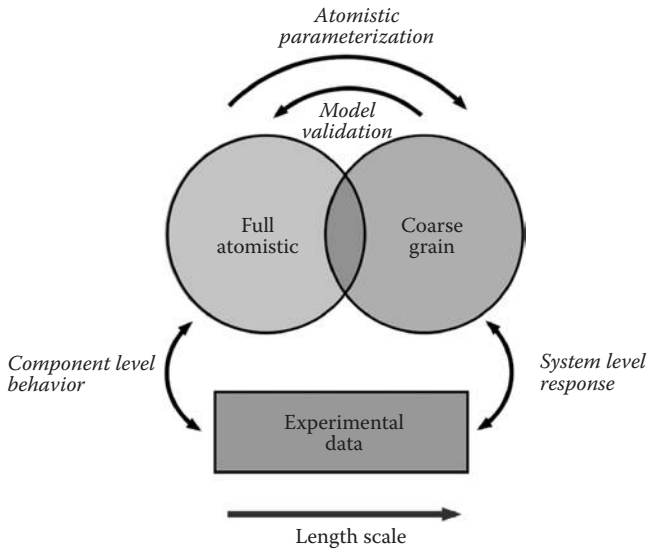 Atomistic
parameterization
Model
validation
Full
atomistic
Coarse
grain
Component level
behavior
System level
response
Experimental
data
Length scale